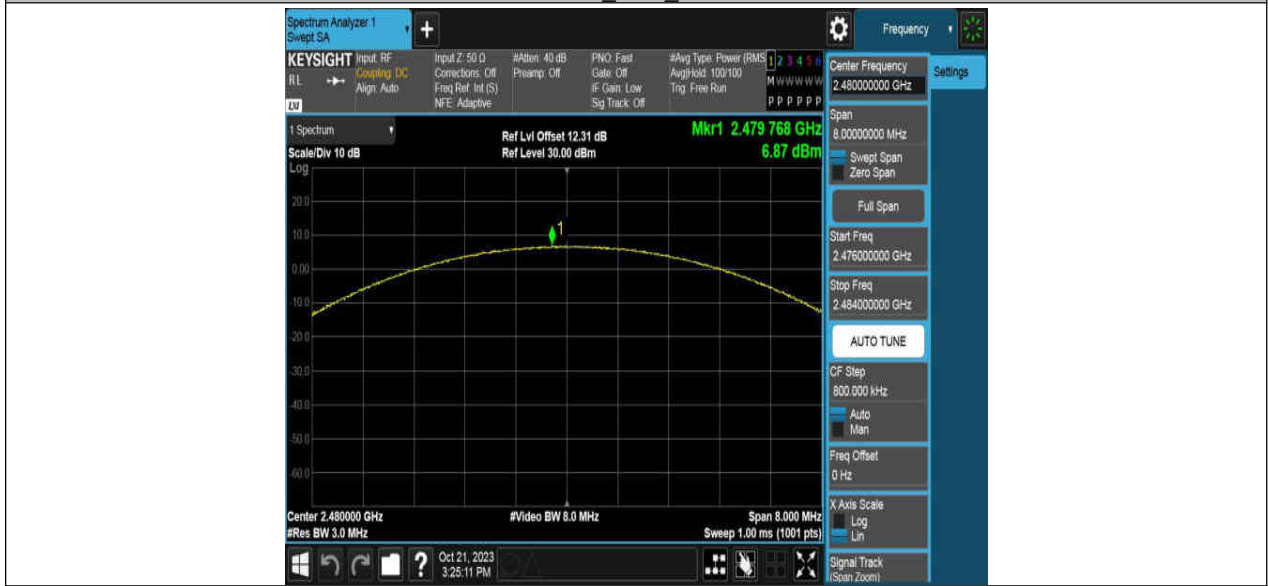 Spectrum Analyzer 1
Swept SA
+
Frequency
KEYSIGHT
RL
LXI
Input: RF
Coupling: DC
Align: Auto
Input Z: 50 Ω
Corrections: Off
Freq Ref: Int (S)
NFE: Adaptive
#Atten: 40 dB
Preamp: Off
PNO: Fast
Gate: Off
IF Gain: Low
Sig Track: Off
#Avg Type: Power (RMS
Avg|Hold: 100/100
Trig: Free Run
1 2 3 4 5 6
M W W W W W
P P P P P P
Center Frequency
2.480000000 GHz
Settings
1 Spectrum
Scale/Div 10 dB
Log
Ref Lvl Offset 12.31 dB
Ref Level 30.00 dBm
Mkr1 2.479 768 GHz
6.87 dBm
Span
8.00000000 MHz
Swept Span
Zero Span
Full Span
Start Freq
2.476000000 GHz
Stop Freq
2.484000000 GHz
AUTO TUNE
CF Step
800.000 kHz
Auto
Man
Freq Offset
0 Hz
X Axis Scale
Log
Lin
Signal Track
(Span Zoom)
20.0
10.0
1
0.00
-10.0
-20.0
-30.0
-40.0
-50.0
-60.0
Center 2.480000 GHz
#Res BW 3.0 MHz
#Video BW 8.0 MHz
Span 8.000 MHz
Sweep 1.00 ms (1001 pts)
?
Oct 21, 2023
3:25:11 PM